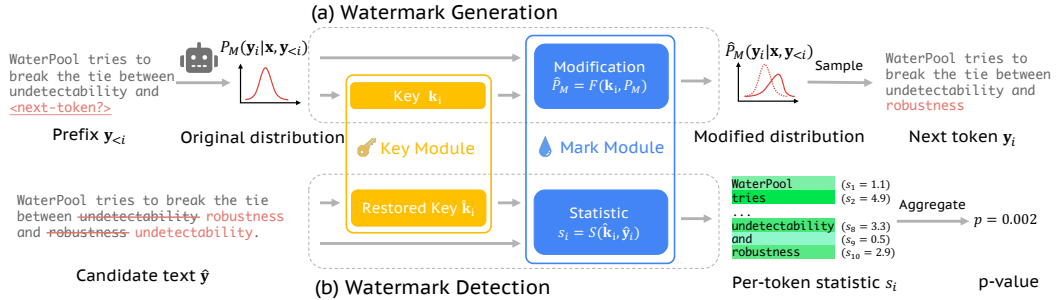 (a) Watermark Generation
WaterPool tries to
break the tie between
undetectability and
<next-token?>
Prefix y<i
P_M(y_i|x, y<i)
Original distribution
Key k_i
Key Module
Restored Key k̂_i
Modification
P̂_M = F(k_i, P_M)
Mark Module
Statistic
s_i = S(k̂_i, ŷ_i)
P̂_M(y_i|x, y<i)
Modified distribution
Sample
WaterPool tries to
break the tie between
undetectability and
robustness
Next token y_i
WaterPool tries to break the tie
between undetectability robustness
and robustness undetectability.
Candidate text ŷ
WaterPool (s_1 = 1.1)
tries (s_2 = 4.9)
...
undetectability (s_8 = 3.3)
and (s_9 = 0.5)
robustness (s_10 = 2.9)
Per-token statistic s_i
Aggregate
p = 0.002
p-value
(b) Watermark Detection